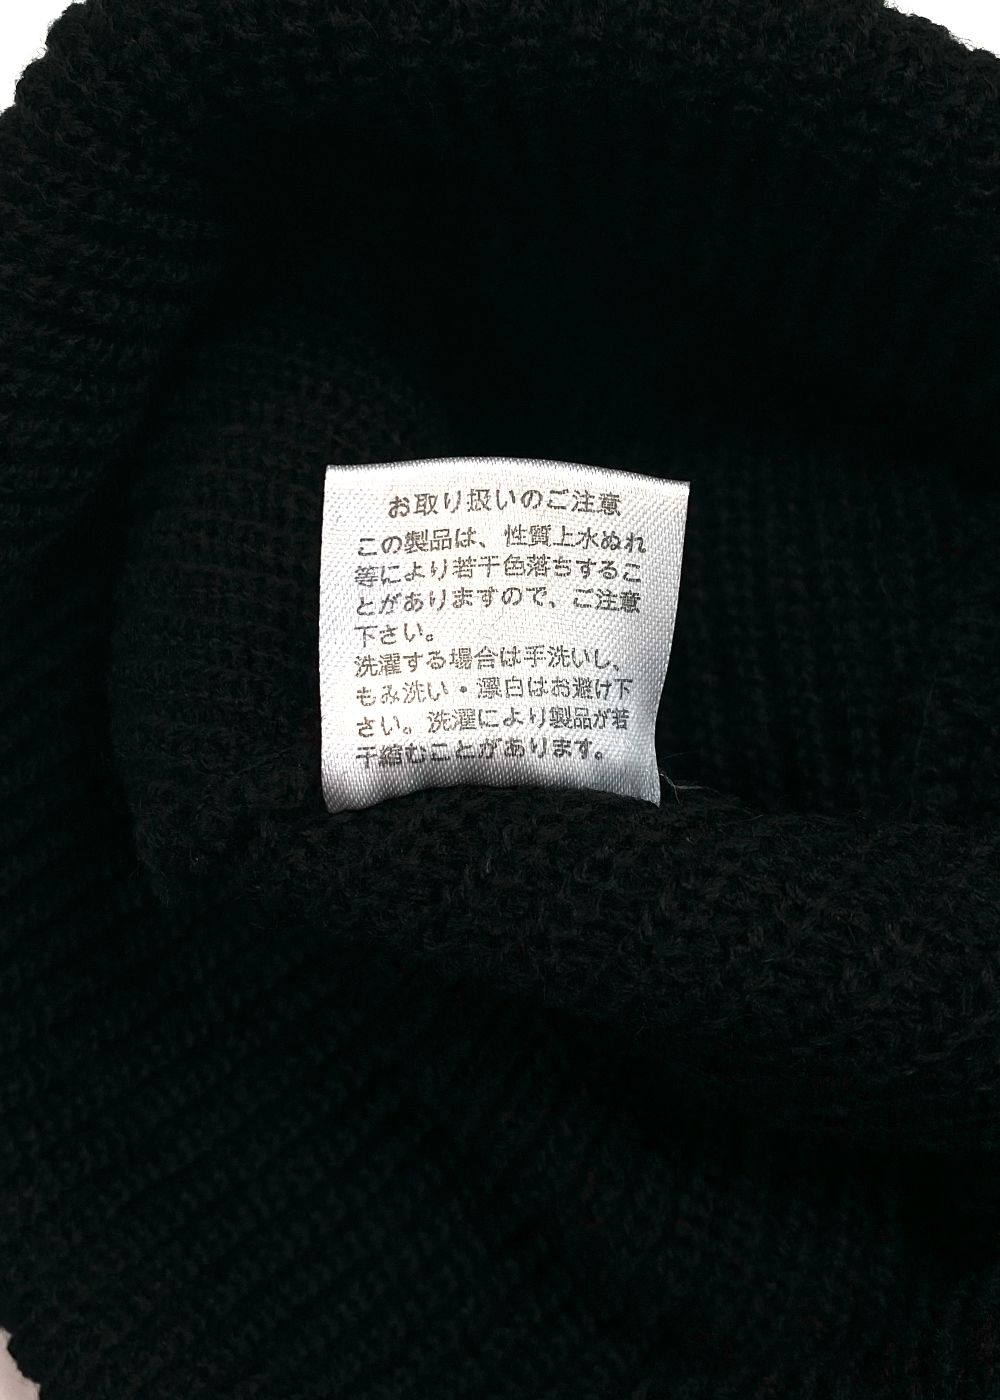 お取り扱いのご注意
この製品は、性質上水ぬれ
等により若干色落ちするこ
とがありますので、ご注意
下さい。
洗濯する場合は手洗いし、
もみ洗い・漂白はお避け下
さい。洗濯により製品が若
干縮むことがあります。